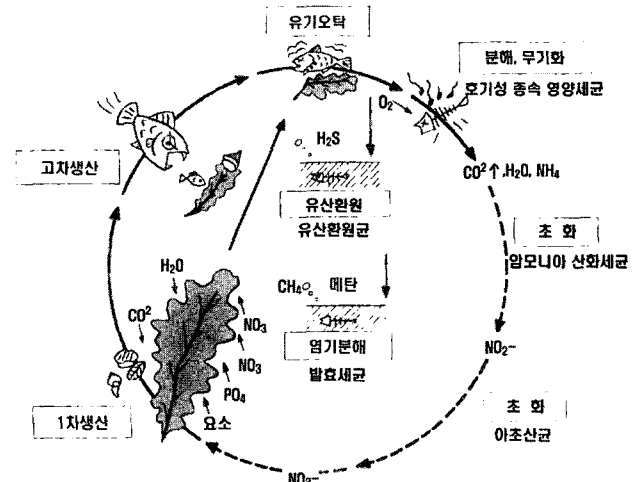 유기오탁
분해, 무기화
호기성 종속 영양세균
O₂
H₂S
유산환원
유산환원균
CO² ↑ ,H₂O, NH₄
고차생산
초 화
암모니아 산화세균
H₂O
CH₄
메탄
CO²
NO₃
NO₃
PO₄
요소
염기분해
발효세균
NO₂–
1차생산
초 화
아초산균
NO₃–